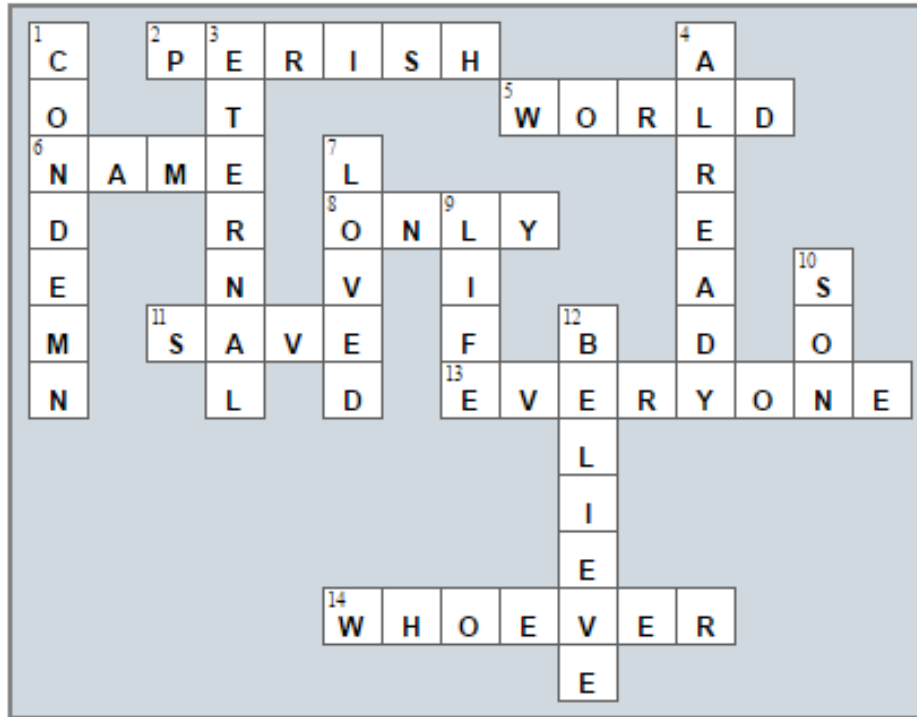 1 2 3 4
C P E R I S H A
5
O T W O R L D
6 7
N A M E L R
8 9
D R O N L Y E
10
E N V I A S
11 12
M S A V E D F B D O
13
N L D E V E R Y O N E
L
I
E
14
W H O E V E R
E